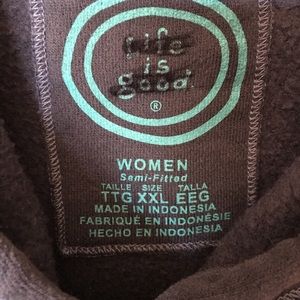 Life
is
good
®
WOMEN
Semi-Fitted
TAILLE SIZE TALLA
TTG XXL EEG
MADE IN INDONESIA
FABRIQUÉ EN INDONÉSIE
HECHO EN INDONESIA